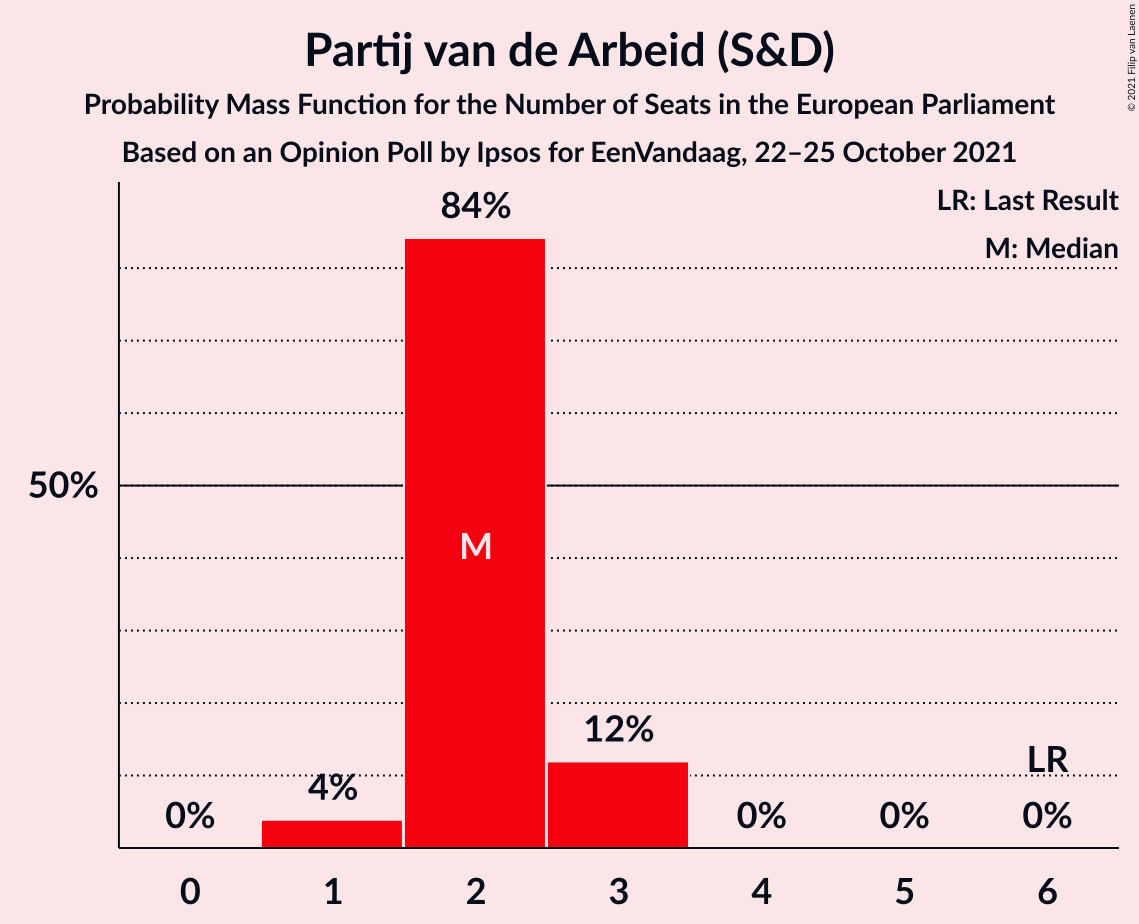 Partij van de Arbeid (S&D)
Probability Mass Function for the Number of Seats in the European Parliament
Based on an Opinion Poll by Ipsos for EenVandaag, 22–25 October 2021
© 2021 Filip van Laenen
LR: Last Result
M: Median
84%
50%
M
12%
LR
4%
0%
0%
0%
0%
0 1 2 3 4 5 6